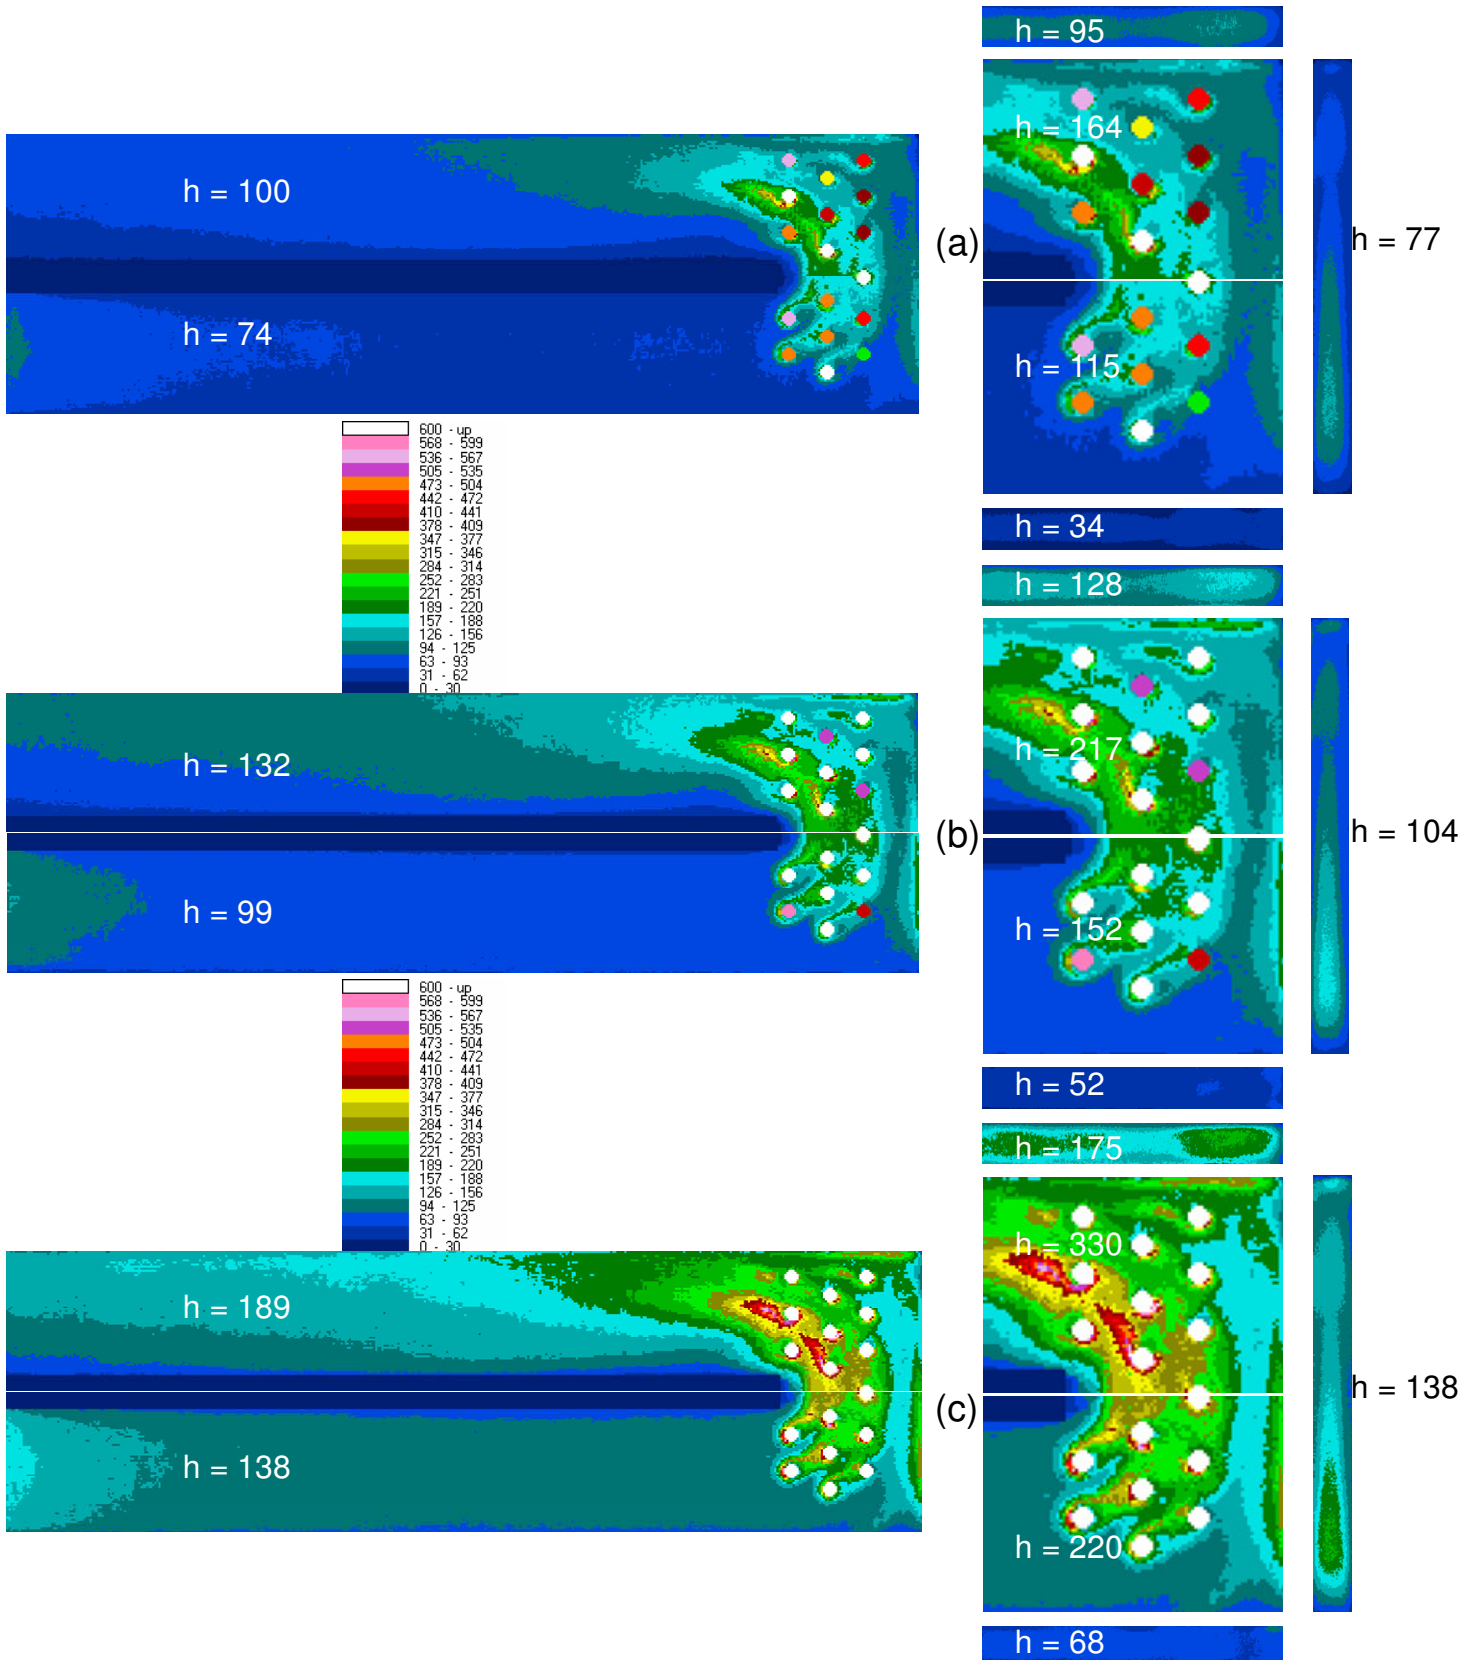 h = 95
h = 164
h = 100
(a)
h = 77
h = 74
h = 115
600 - up
568 - 599
536 - 567
505 - 535
473 - 504
442 - 472
410 - 441
378 - 409
347 - 377
315 - 346
284 - 314
252 - 283
221 - 251
189 - 220
157 - 188
126 - 156
94 - 125
63 - 93
31 - 62
0 - 30
h = 34
h = 128
h = 217
h = 132
(b)
h = 104
h = 99
h = 152
600 - up
568 - 599
536 - 567
505 - 535
473 - 504
442 - 472
410 - 441
378 - 409
347 - 377
315 - 346
284 - 314
252 - 283
221 - 251
189 - 220
157 - 188
126 - 156
94 - 125
63 - 93
31 - 62
0 - 30
h = 52
h = 175
h = 330
h = 189
(c)
h = 138
h = 138
h = 220
h = 68